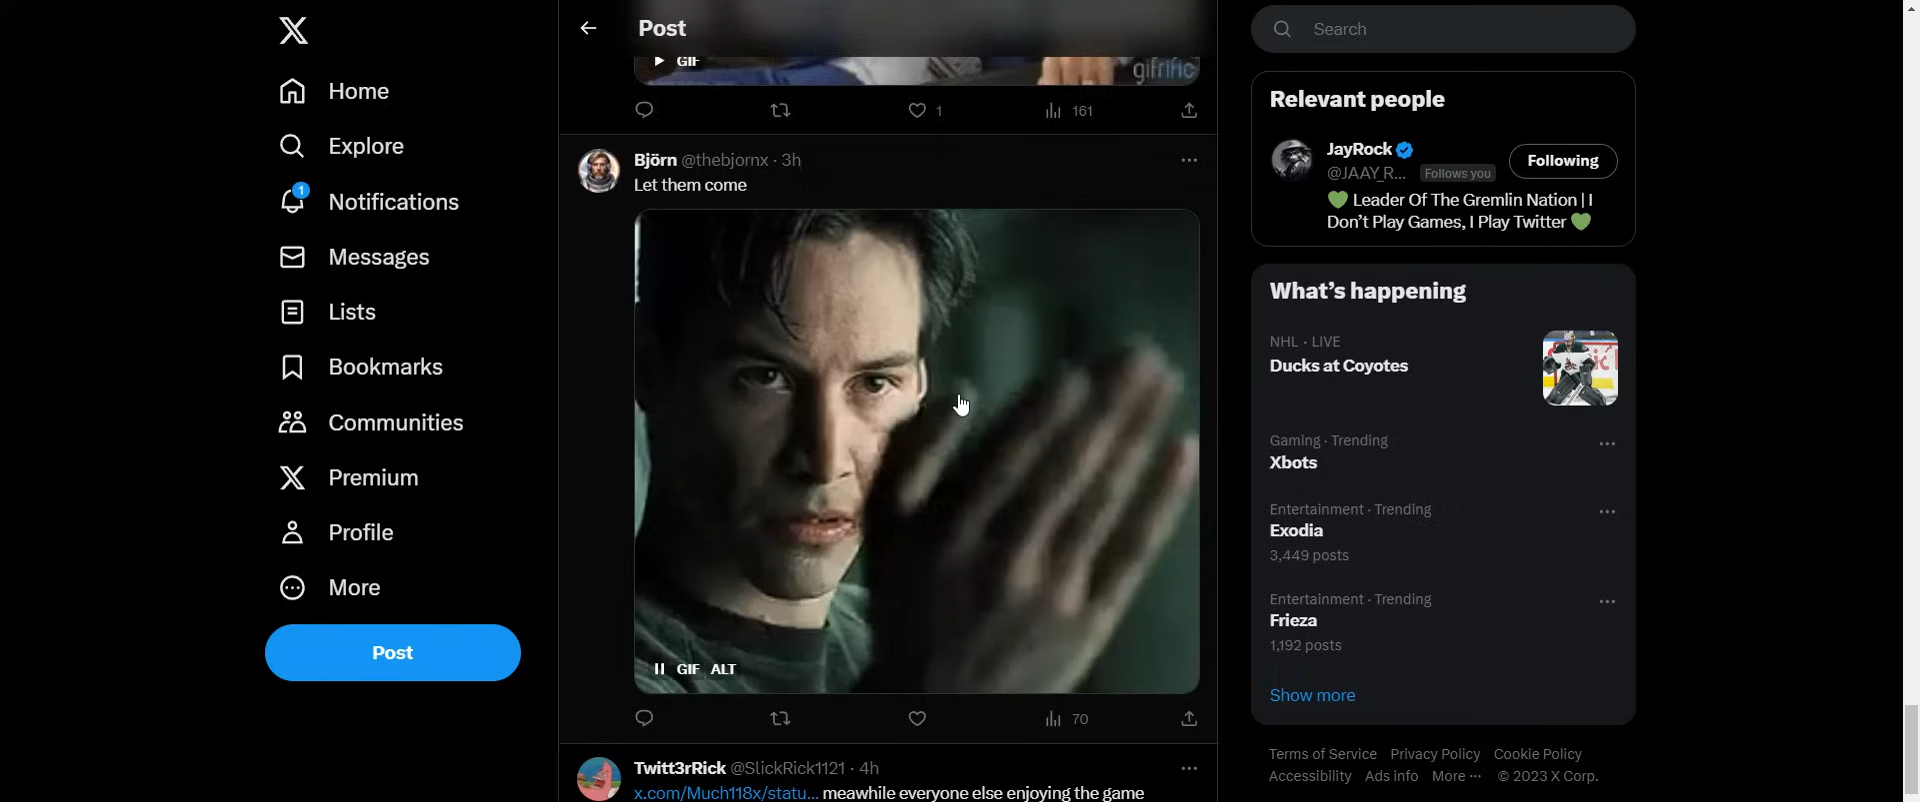 Home
Explore
1
Notifications
Messages
Lists
Bookmarks
Communities
Premium
Profile
More
Post
Post
GIF
gifrific
1
161
Björn @thebjornx · 3h
Let them come
GIF ALT
70
Twitt3rRick @SlickRick1121 · 4h
x.com/Much118x/statu... meawhile everyone else enjoying the game
Search
Relevant people
JayRock
@JAAY_R... Follows you
Following
💚 Leader Of The Gremlin Nation | I
Don't Play Games, I Play Twitter 💚
What's happening
NHL · LIVE
Ducks at Coyotes
Gaming · Trending
Xbots
Entertainment · Trending
Exodia
3,449 posts
Entertainment · Trending
Frieza
1,192 posts
Show more
Terms of Service Privacy Policy Cookie Policy
Accessibility Ads info More ··· © 2023 X Corp.